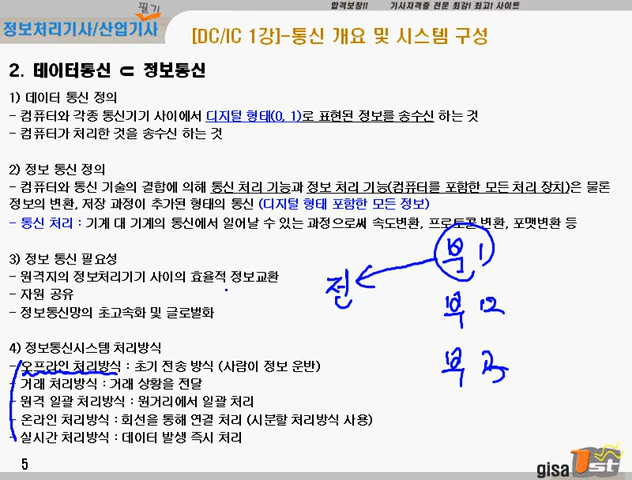 합격보장!! 기사자격증 전문 최강! 최고! 사이트
필기
정보처리기사/산업기사
[DC/IC 1강]-통신 개요 및 시스템 구성
2. 데이터통신 ⊂ 정보통신
1) 데이터 통신 정의
- 컴퓨터와 각종 통신기기 사이에서 디지털 형태(0, 1)로 표현된 정보를 송수신 하는 것
- 컴퓨터가 처리한 것을 송수신 하는 것
2) 정보 통신 정의
- 컴퓨터와 통신 기술의 결합에 의해 통신 처리 기능과 정보 처리 기능(컴퓨터를 포함한 모든 처리 장치)은 물론
정보의 변환, 저장 과정이 추가된 형태의 통신 (디지털 형태 포함한 모든 정보)
- 통신 처리 : 기계 대 기계의 통신에서 일어날 수 있는 과정으로써 속도변환, 프로토콜 변환, 포맷변환 등
3) 정보 통신 필요성
- 원격지의 정보처리기기 사이의 효율적 정보교환
- 자원 공유
- 정보통신망의 초고속화 및 글로벌화
전
북1
북2
북3
4) 정보통신시스템 처리방식
- 오프라인 처리방식 : 초기 전송 방식 (사람이 정보 운반)
- 거래 처리방식 : 거래 상황을 전달
- 원격 일괄 처리방식 : 원거리에서 일괄 처리
- 온라인 처리방식 : 회선을 통해 연결 처리 (시분할 처리방식 사용)
- 실시간 처리방식 : 데이터 발생 즉시 처리
5
gisa 1st